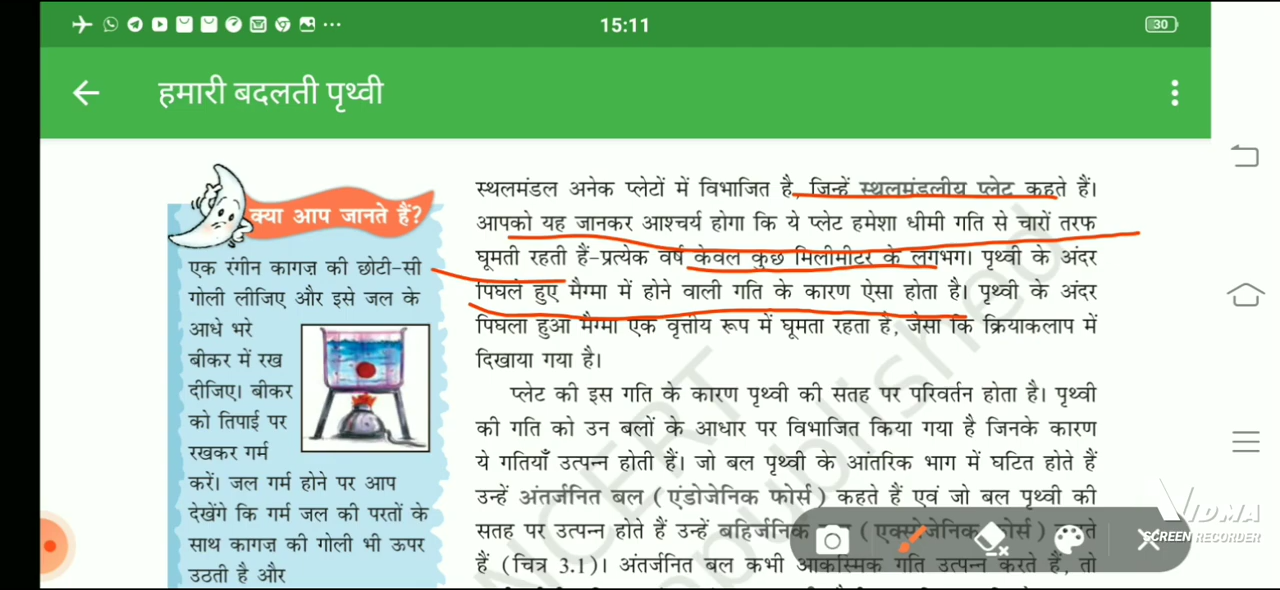 15:11
30
हमारी बदलती पृथ्वी
क्या आप जानते हैं?
एक रंगीन कागज़ की छोटी-सी
गोली लीजिए और इसे जल के
आधे भरे
बीकर में रख
दीजिए। बीकर
को तिपाई पर
रखकर गर्म
करें। जल गर्म होने पर आप
देखेंगे कि गर्म जल की परतों के
साथ कागज़ की गोली भी ऊपर
उठती है और
स्थलमंडल अनेक प्लेटों में विभाजित है, जिन्हें स्थलमंडलीय प्लेट कहते हैं।
आपको यह जानकर आश्चर्य होगा कि ये प्लेट हमेशा धीमी गति से चारों तरफ
घूमती रहती हैं-प्रत्येक वर्ष केवल कुछ मिलीमीटर के लगभग। पृथ्वी के अंदर
पिघले हुए मैग्मा में होने वाली गति के कारण ऐसा होता है। पृथ्वी के अंदर
पिघला हुआ मैग्मा एक वृत्तीय रूप में घूमता रहता है, जैसा कि क्रियाकलाप में
दिखाया गया है।
प्लेट की इस गति के कारण पृथ्वी की सतह पर परिवर्तन होता है। पृथ्वी
की गति को उन बलों के आधार पर विभाजित किया गया है जिनके कारण
ये गतियाँ उत्पन्न होती हैं। जो बल पृथ्वी के आंतरिक भाग में घटित होते हैं
उन्हें अंतर्जनित बल (एंडोजेनिक फोर्स) कहते हैं एवं जो बल पृथ्वी की
सतह पर उत्पन्न होते हैं उन्हें बहिर्जनिक (एक्सोजेनिक फोर्स)
हैं (चित्र 3.1)। अंतर्जनित बल कभी आकस्मिक गति उत्पन्न करते हैं, तो
NCERT
republished
VDMA
SCREEN RECORDER